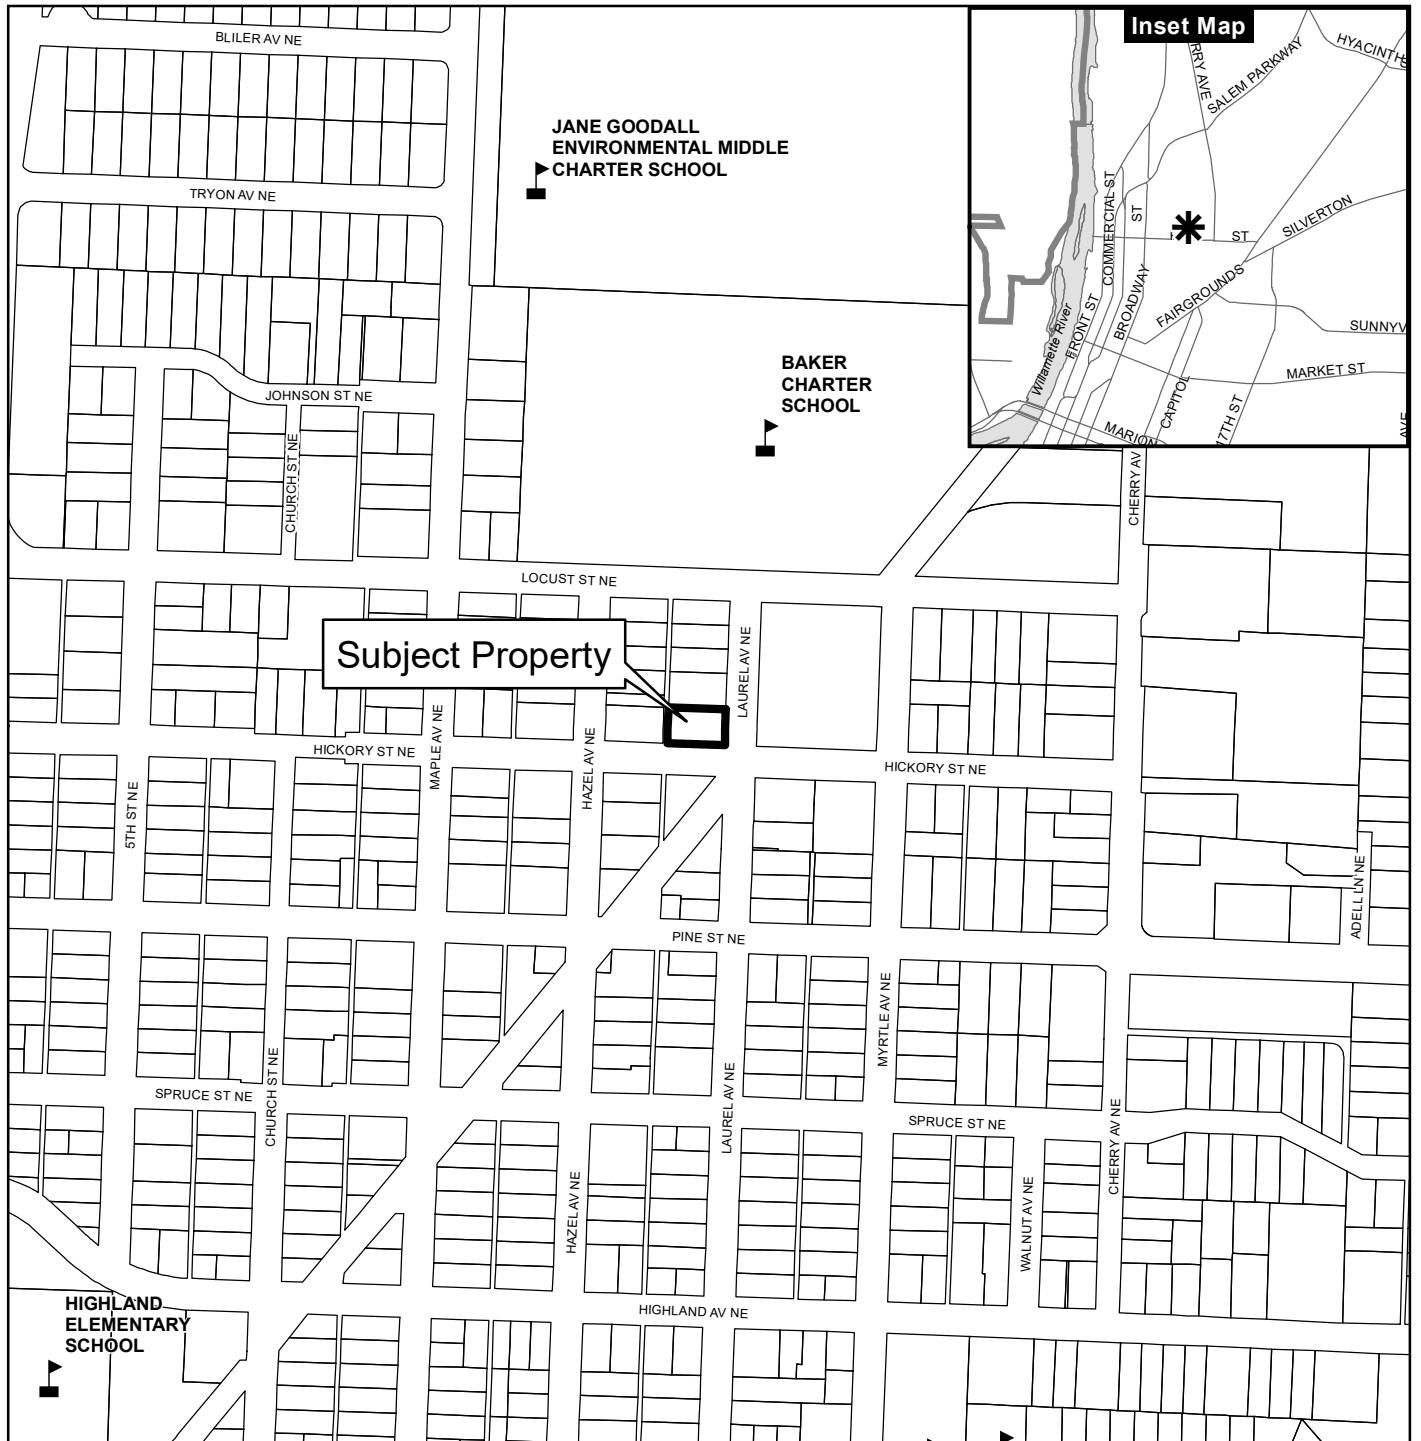 Inset Map
BLILER AV NE
HYACINTH
RRY AVE
SALEM PARKWAY
JANE GOODALL
ENVIRONMENTAL MIDDLE
CHARTER SCHOOL
TRYON AV NE
COMMERCIAL ST
ST
SILVERTON
ST
FAIRGROUNDS
BROADWAY
FRONT ST
Willamette River
SUNNYV
MARKET ST
CAPITOL
17TH ST
MARION
AVE
BAKER
CHARTER
SCHOOL
JOHNSON ST NE
CHURCH ST NE
CHERRY AV
LOCUST ST NE
Subject Property
LAUREL AV NE
MAPLE AV NE
HAZEL AV NE
HICKORY ST NE
HICKORY ST NE
5TH ST NE
ADELL LN NE
PINE ST NE
MYRTLE AV NE
CHURCH ST NE
LAUREL AV NE
SPRUCE ST NE
SPRUCE ST NE
CHERRY AV NE
HAZEL AV NE
WALNUT AV NE
HIGHLAND
ELEMENTARY
SCHOOL
HIGHLAND AV NE